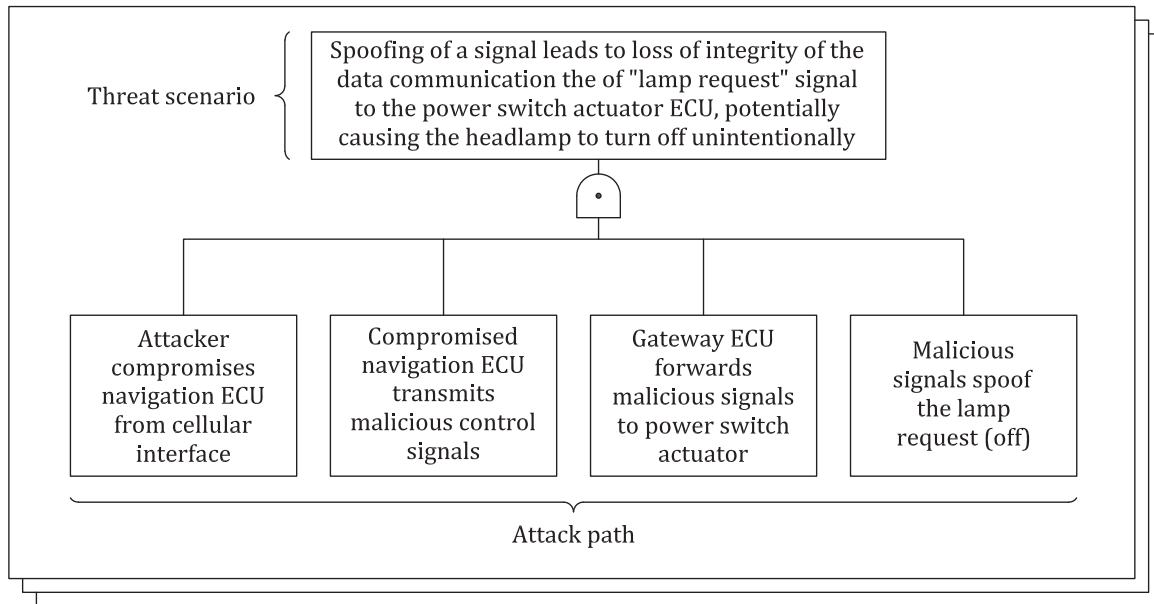 Threat scenario
Spoofing of a signal leads to loss of integrity of the
data communication the of "lamp request" signal
to the power switch actuator ECU, potentially
causing the headlamp to turn off unintentionally
Attacker
compromises
navigation ECU
from cellular
interface
Compromised
navigation ECU
transmits
malicious control
signals
Gateway ECU
forwards
malicious signals
to power switch
actuator
Malicious
signals spoof
the lamp
request (off)
Attack path